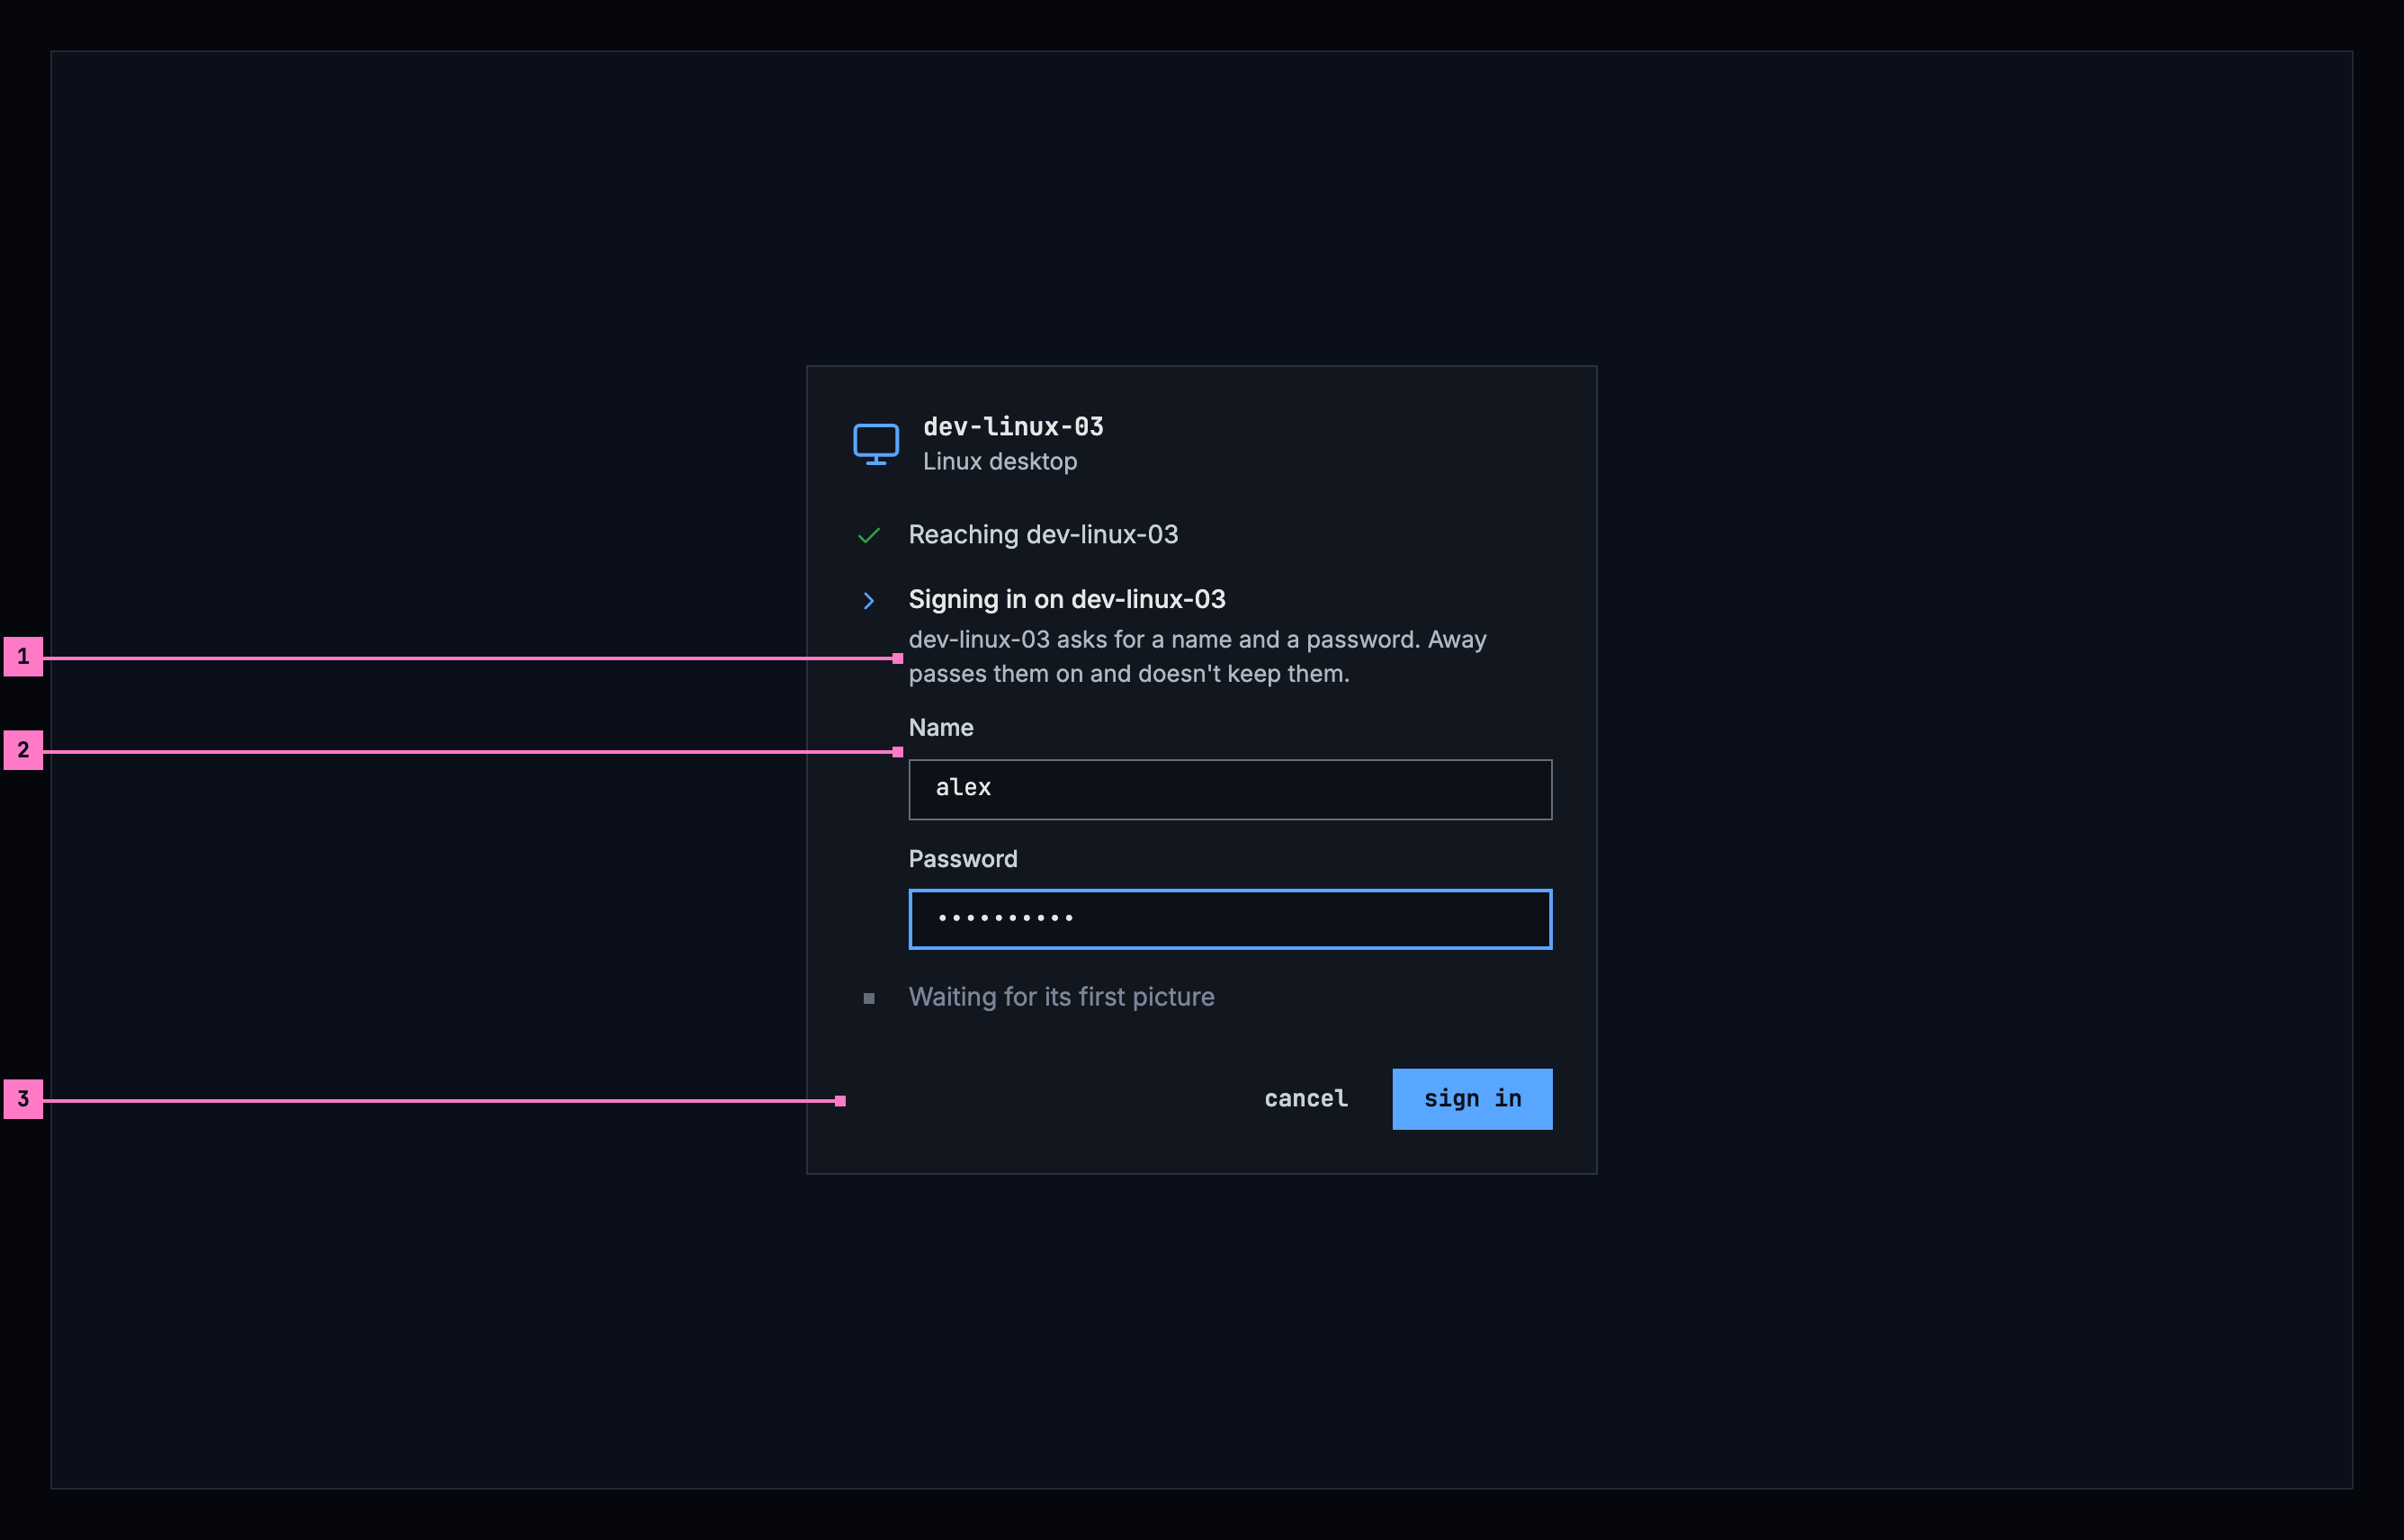 dev-linux-03
Linux desktop
Reaching dev-linux-03
Signing in on dev-linux-03
1
dev-linux-03 asks for a name and a password. Away
passes them on and doesn't keep them.
Name
2
alex
Password
••••••••••
Waiting for its first picture
3
cancel
sign in